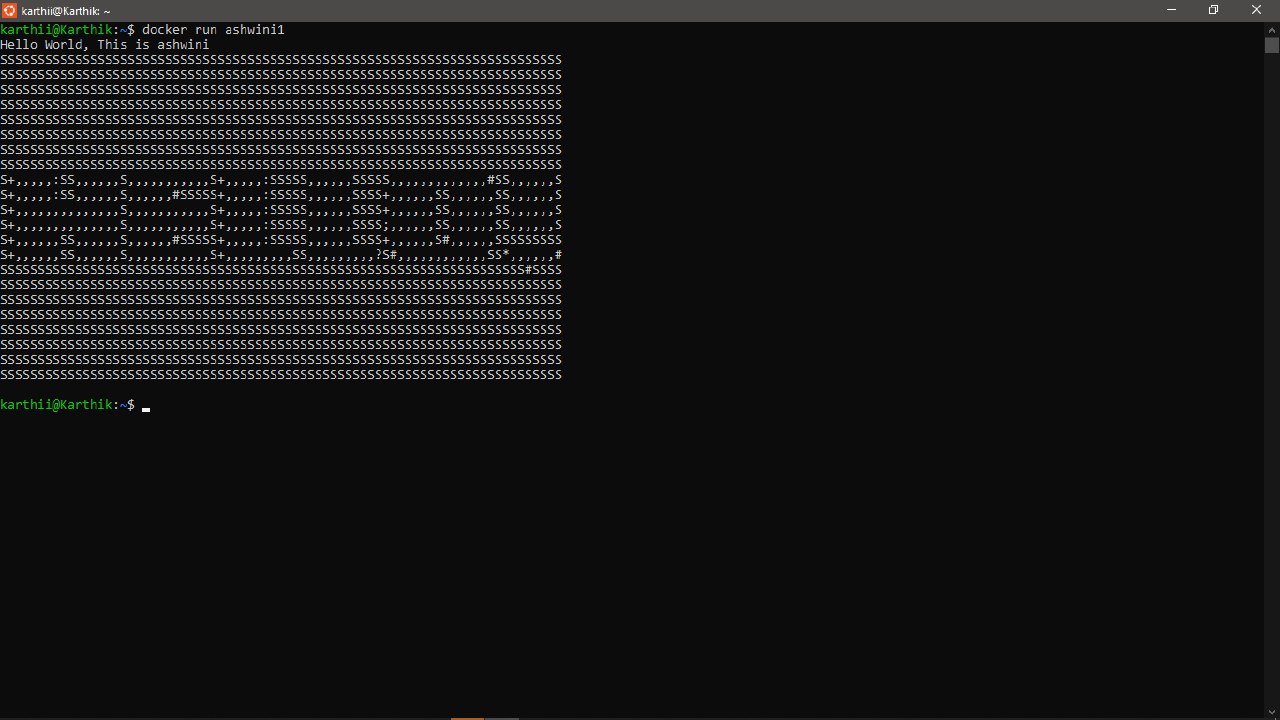 karthii@Karthik: ~
karthii@Karthik:~$ docker run ashwini1
Hello World, This is ashwini
SSSSSSSSSSSSSSSSSSSSSSSSSSSSSSSSSSSSSSSSSSSSSSSSSSSSSSSSSSSSSSSSSSSSSSSSSSS
SSSSSSSSSSSSSSSSSSSSSSSSSSSSSSSSSSSSSSSSSSSSSSSSSSSSSSSSSSSSSSSSSSSSSSSSSSS
SSSSSSSSSSSSSSSSSSSSSSSSSSSSSSSSSSSSSSSSSSSSSSSSSSSSSSSSSSSSSSSSSSSSSSSSSSS
SSSSSSSSSSSSSSSSSSSSSSSSSSSSSSSSSSSSSSSSSSSSSSSSSSSSSSSSSSSSSSSSSSSSSSSSSSS
SSSSSSSSSSSSSSSSSSSSSSSSSSSSSSSSSSSSSSSSSSSSSSSSSSSSSSSSSSSSSSSSSSSSSSSSSSS
SSSSSSSSSSSSSSSSSSSSSSSSSSSSSSSSSSSSSSSSSSSSSSSSSSSSSSSSSSSSSSSSSSSSSSSSSSS
SSSSSSSSSSSSSSSSSSSSSSSSSSSSSSSSSSSSSSSSSSSSSSSSSSSSSSSSSSSSSSSSSSSSSSSSSSS
SSSSSSSSSSSSSSSSSSSSSSSSSSSSSSSSSSSSSSSSSSSSSSSSSSSSSSSSSSSSSSSSSSSSSSSSSSS
S+,,,,,:SS,,,,,,S,,,,,,,,,,,S+,,,,,:SSSSS,,,,,,SSSSS,,,,,,,,,,,,,#SS,,,,,,S
S+,,,,,:SS,,,,,,S,,,,,,#SSSSS+,,,,,:SSSSS,,,,,,SSSS+,,,,,,SS,,,,,,SS,,,,,,S
S+,,,,,,,,,,,,,,S,,,,,,,,,,,S+,,,,,:SSSSS,,,,,,SSSS+,,,,,,SS,,,,,,SS,,,,,,S
S+,,,,,,,,,,,,,,S,,,,,,,,,,,S+,,,,,:SSSSS,,,,,,SSSS;,,,,,,SS,,,,,,SS,,,,,,S
S+,,,,,,SS,,,,,,S,,,,,,#SSSSS+,,,,,:SSSSS,,,,,,SSSS+,,,,,,S#,,,,,,SSSSSSSSS
S+,,,,,,SS,,,,,,S,,,,,,,,,,,S+,,,,,,,,,SS,,,,,,,,,?S#,,,,,,,,,,,,SS*,,,,,,#
SSSSSSSSSSSSSSSSSSSSSSSSSSSSSSSSSSSSSSSSSSSSSSSSSSSSSSSSSSSSSSSSSSSSSS#SSSS
SSSSSSSSSSSSSSSSSSSSSSSSSSSSSSSSSSSSSSSSSSSSSSSSSSSSSSSSSSSSSSSSSSSSSSSSSSS
SSSSSSSSSSSSSSSSSSSSSSSSSSSSSSSSSSSSSSSSSSSSSSSSSSSSSSSSSSSSSSSSSSSSSSSSSSS
SSSSSSSSSSSSSSSSSSSSSSSSSSSSSSSSSSSSSSSSSSSSSSSSSSSSSSSSSSSSSSSSSSSSSSSSSSS
SSSSSSSSSSSSSSSSSSSSSSSSSSSSSSSSSSSSSSSSSSSSSSSSSSSSSSSSSSSSSSSSSSSSSSSSSSS
SSSSSSSSSSSSSSSSSSSSSSSSSSSSSSSSSSSSSSSSSSSSSSSSSSSSSSSSSSSSSSSSSSSSSSSSSSS
SSSSSSSSSSSSSSSSSSSSSSSSSSSSSSSSSSSSSSSSSSSSSSSSSSSSSSSSSSSSSSSSSSSSSSSSSSS
SSSSSSSSSSSSSSSSSSSSSSSSSSSSSSSSSSSSSSSSSSSSSSSSSSSSSSSSSSSSSSSSSSSSSSSSSSS
karthii@Karthik:~$